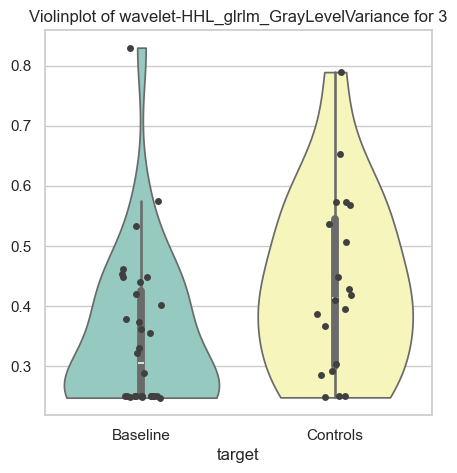 Violinplot of wavelet-HHL_glrlm_GrayLevelVariance for 3
0.8
0.7
0.6
0.5
0.4
0.3
Baseline Controls
target